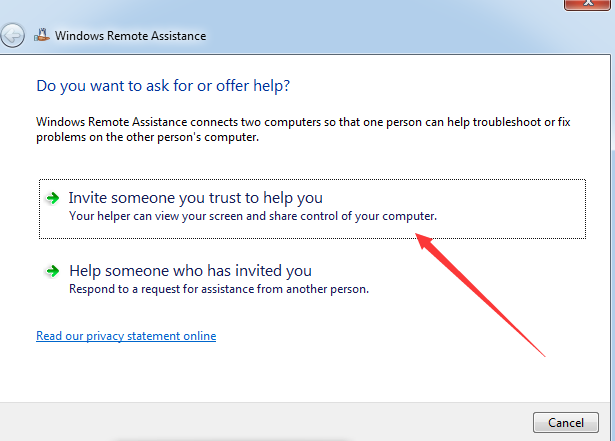 Windows Remote Assistance
Do you want to ask for or offer help?
Windows Remote Assistance connects two computers so that one person can help troubleshoot or fix
problems on the other person's computer.
Invite someone you trust to help you
Your helper can view your screen and share control of your computer.
Help someone who has invited you
Respond to a request for assistance from another person.
Read our privacy statement online
Cancel